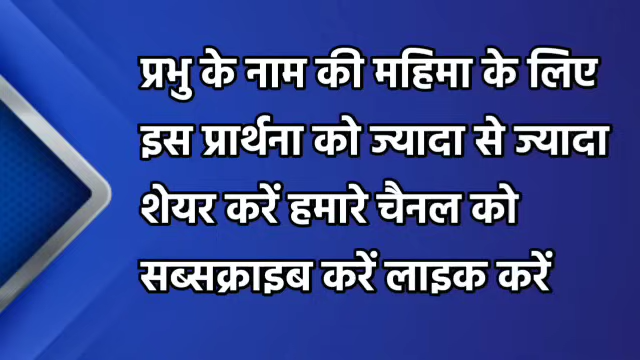 प्रभु के नाम की महिमा के लिए
इस प्रार्थना को ज्यादा से ज्यादा
शेयर करें हमारे चैनल को
सब्सक्राइब करें लाइक करें